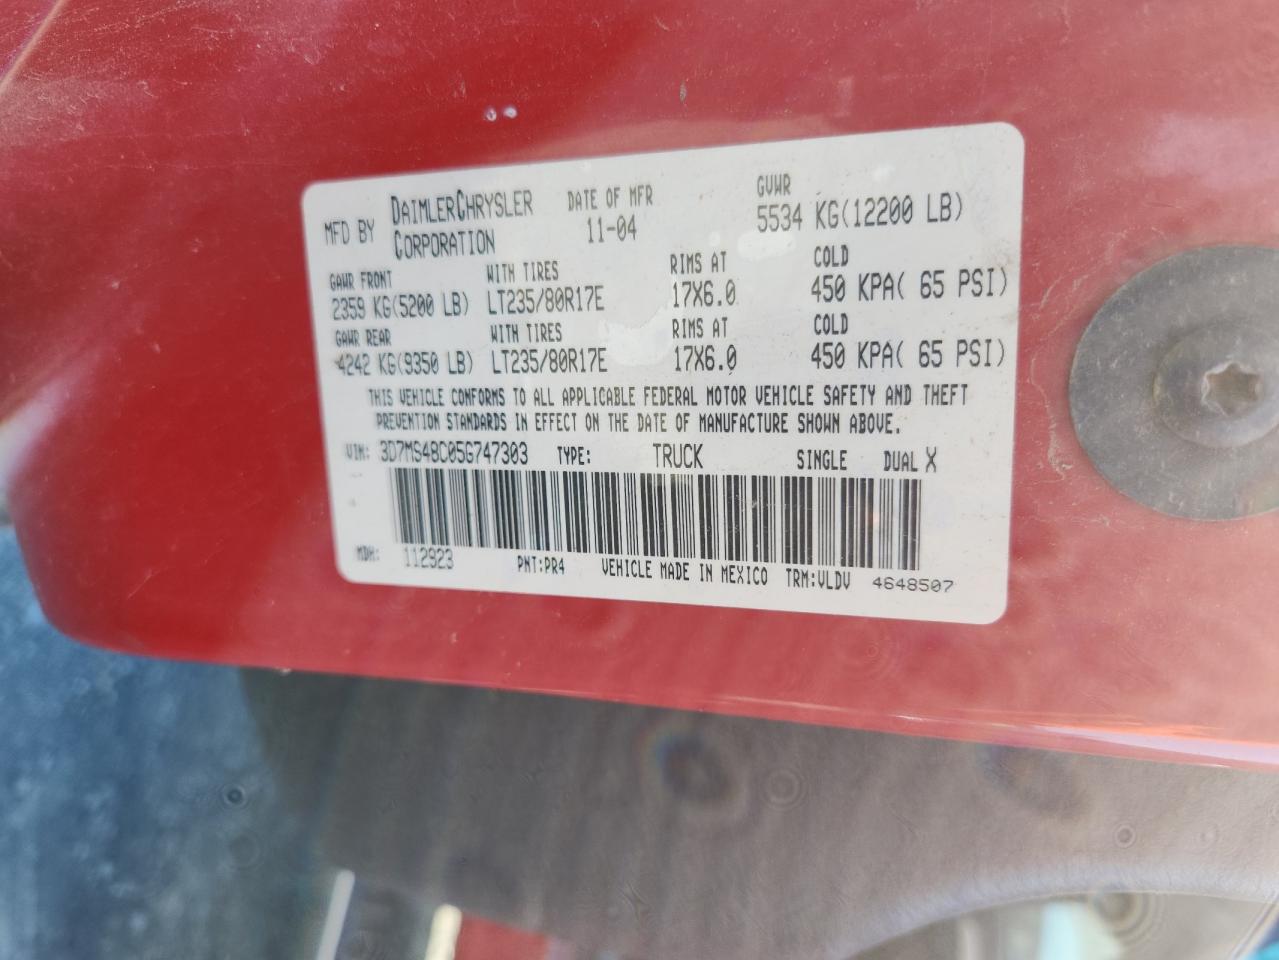 MFD BY DAIMLERCHRYSLER CORPORATION DATE OF MFR 11-04 GVWR 5534 KG(12200 LB)
GAWR FRONT WITH TIRES RIMS AT COLD
2359 KG(5200 LB) LT235/80R17E 17X6.0 450 KPA( 65 PSI)
GAWR REAR WITH TIRES RIMS AT COLD
4242 KG(9350 LB) LT235/80R17E 17X6.0 450 KPA( 65 PSI)
THIS VEHICLE CONFORMS TO ALL APPLICABLE FEDERAL MOTOR VEHICLE SAFETY AND THEFT
PREVENTION STANDARDS IN EFFECT ON THE DATE OF MANUFACTURE SHOWN ABOVE.
VIN: 3D7MS48C05G747303 TYPE: TRUCK SINGLE DUAL X
MDH: 112923 PNT:PR4 VEHICLE MADE IN MEXICO TRM:VLDV 4648507